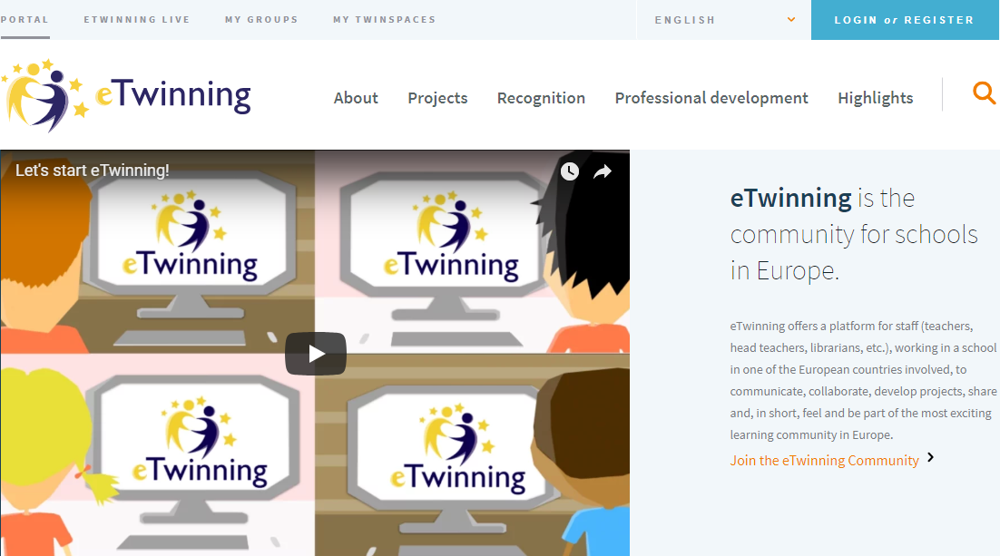 PORTAL ETWINNING LIVE MY GROUPS MY TWINSPACES ENGLISH LOGIN or REGISTER
eTwinning About Projects Recognition Professional development Highlights
Let's start eTwinning!
eTwinning
eTwinning
eTwinning
eTwinning
eTwinning is the
community for schools
in Europe.
eTwinning offers a platform for staff (teachers,
head teachers, librarians, etc.), working in a school
in one of the European countries involved, to
communicate, collaborate, develop projects, share
and, in short, feel and be part of the most exciting
learning community in Europe.
Join the eTwinning Community